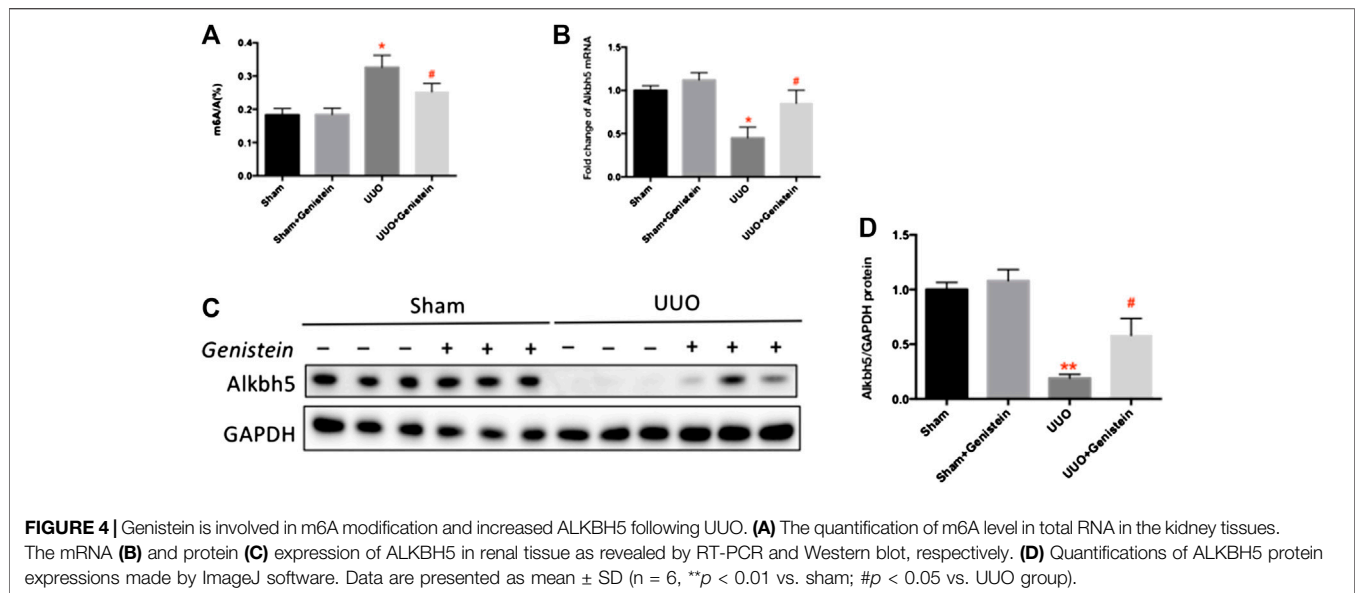 A
m6A/A(%)
0.4
0.3
0.2
0.1
0.0
*
#
Sham
Sham+Genistein
UUO
UUO+Genistein
B
Fold change of Alkbh5 mRNA
1.5
1.0
0.5
0.0
*
#
Sham
Sham+Genistein
UUO
UUO+Genistein
C
Sham UUO
Genistein − − − + + + − − − + + +
Alkbh5
GAPDH
D
Alkbh5/GAPDH protein
1.5
1.0
0.5
0.0
**
#
Sham
Sham+Genistein
UUO
UUO+Genistein
FIGURE 4 | Genistein is involved in m6A modification and increased ALKBH5 following UUO. (A) The quantification of m6A level in total RNA in the kidney tissues.
The mRNA (B) and protein (C) expression of ALKBH5 in renal tissue as revealed by RT-PCR and Western blot, respectively. (D) Quantifications of ALKBH5 protein
expressions made by ImageJ software. Data are presented as mean ± SD (n = 6, **p < 0.01 vs. sham; #p < 0.05 vs. UUO group).